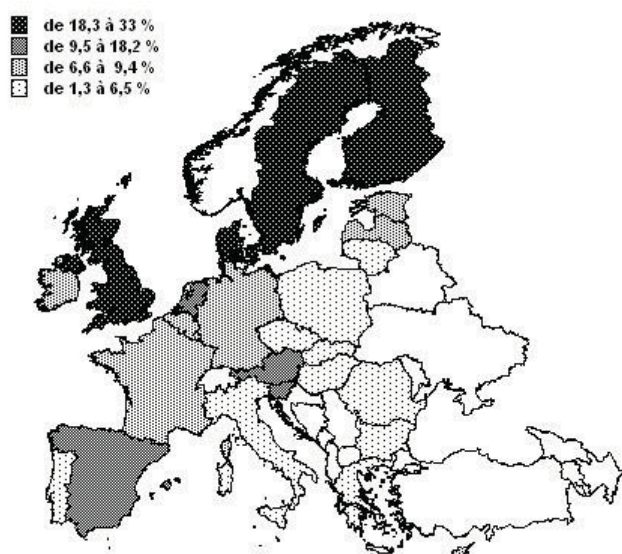 de 18,3 à 33 %
de 9,5 à 18,2 %
de 6,6 à 9,4 %
de 1,3 à 6,5 %